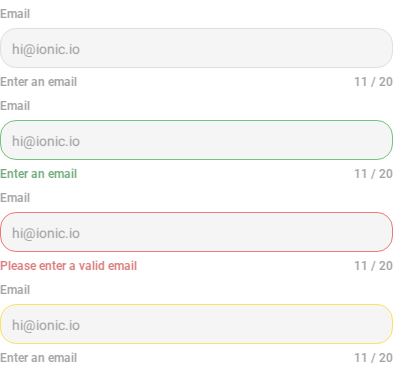 Email
hi@ionic.io
Enter an email 11 / 20
Email
hi@ionic.io
Enter an email 11 / 20
Email
hi@ionic.io
Please enter a valid email 11 / 20
Email
hi@ionic.io
Enter an email 11 / 20